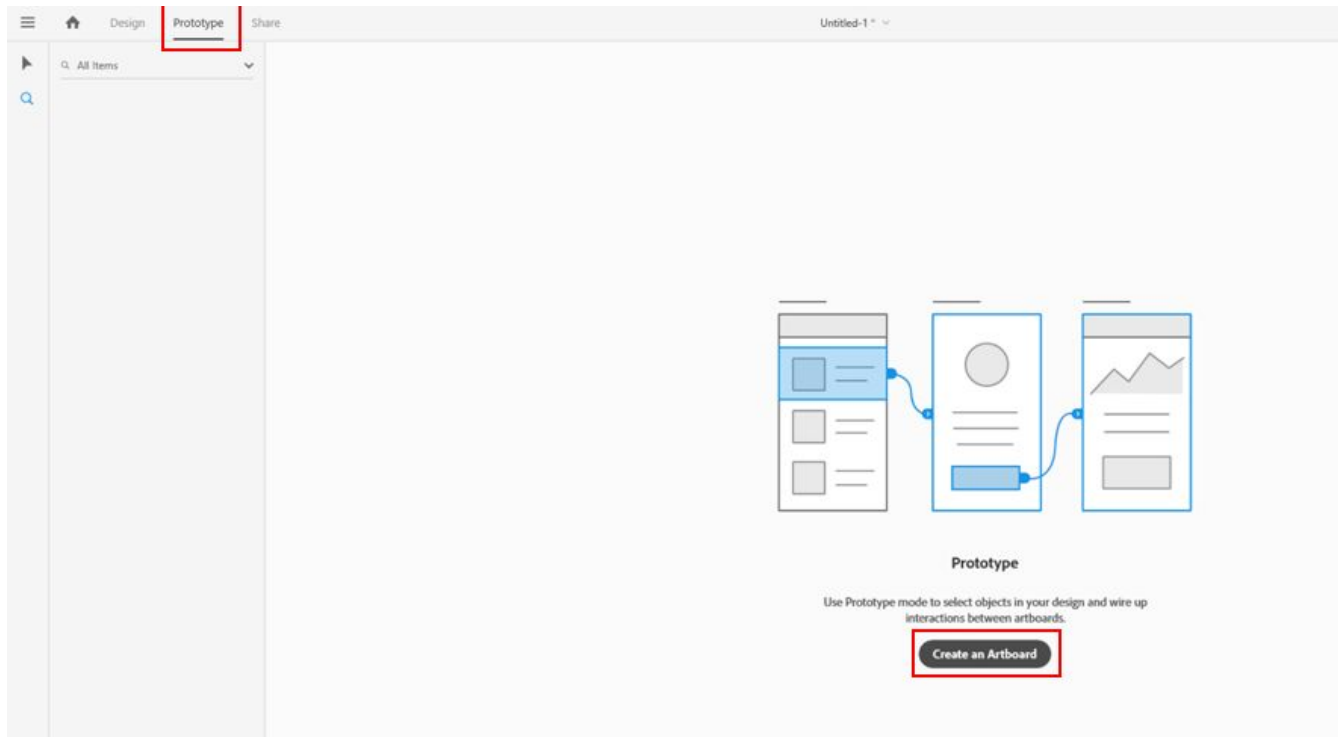 Design Prototype Share Untitled-1 *
All Items
Prototype
Use Prototype mode to select objects in your design and wire up
interactions between artboards.
Create an Artboard